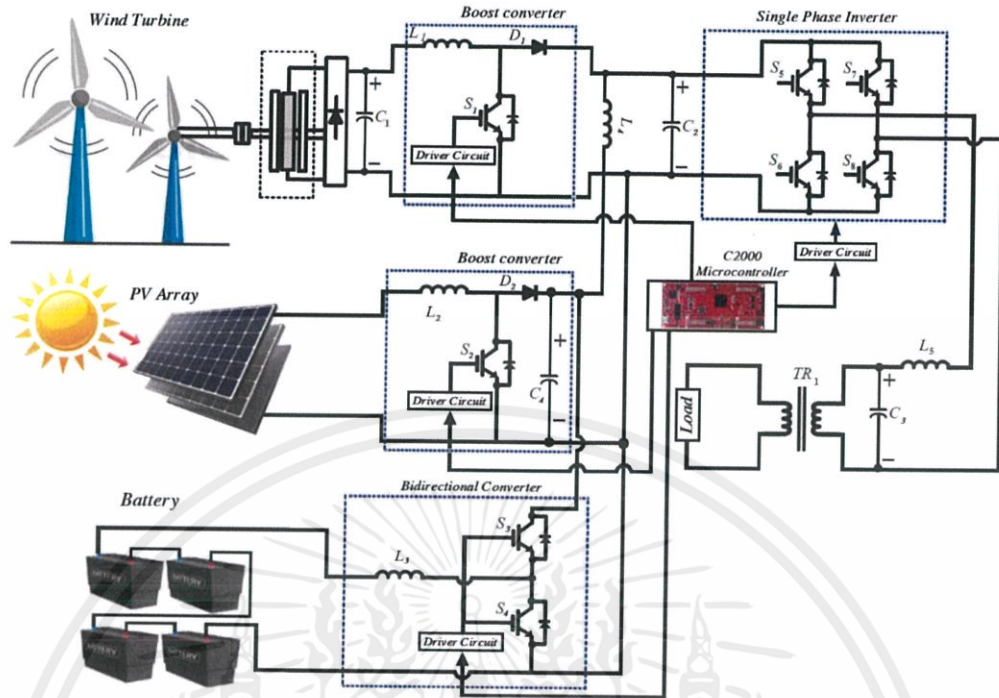 Wind Turbine
Boost converter
Single Phase Inverter
L1
D1
S1
C1
Driver Circuit
L4
C2
S5
S7
S6
S8
Driver Circuit
C2000
Microcontroller
Boost converter
PV Array
L2
D2
S2
C4
Driver Circuit
L5
TR1
C3
Load
Battery
Bidirectional Converter
L3
S3
S4
Driver Circuit